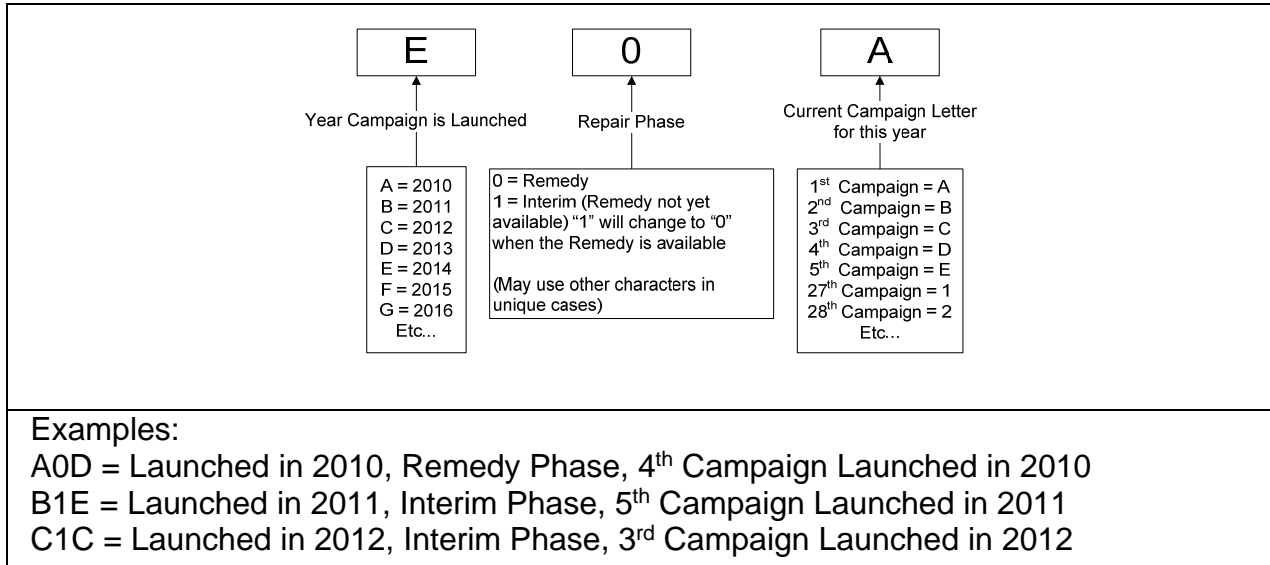 E 0 A
Year Campaign is Launched
Repair Phase
Current Campaign Letter
for this year
A = 2010
B = 2011
C = 2012
D = 2013
E = 2014
F = 2015
G = 2016
Etc...
0 = Remedy
1 = Interim (Remedy not yet
available) “1” will change to “0”
when the Remedy is available
(May use other characters in
unique cases)
1st Campaign = A
2nd Campaign = B
3rd Campaign = C
4th Campaign = D
5th Campaign = E
27th Campaign = 1
28th Campaign = 2
Etc...
Examples:
A0D = Launched in 2010, Remedy Phase, 4th Campaign Launched in 2010
B1E = Launched in 2011, Interim Phase, 5th Campaign Launched in 2011
C1C = Launched in 2012, Interim Phase, 3rd Campaign Launched in 2012